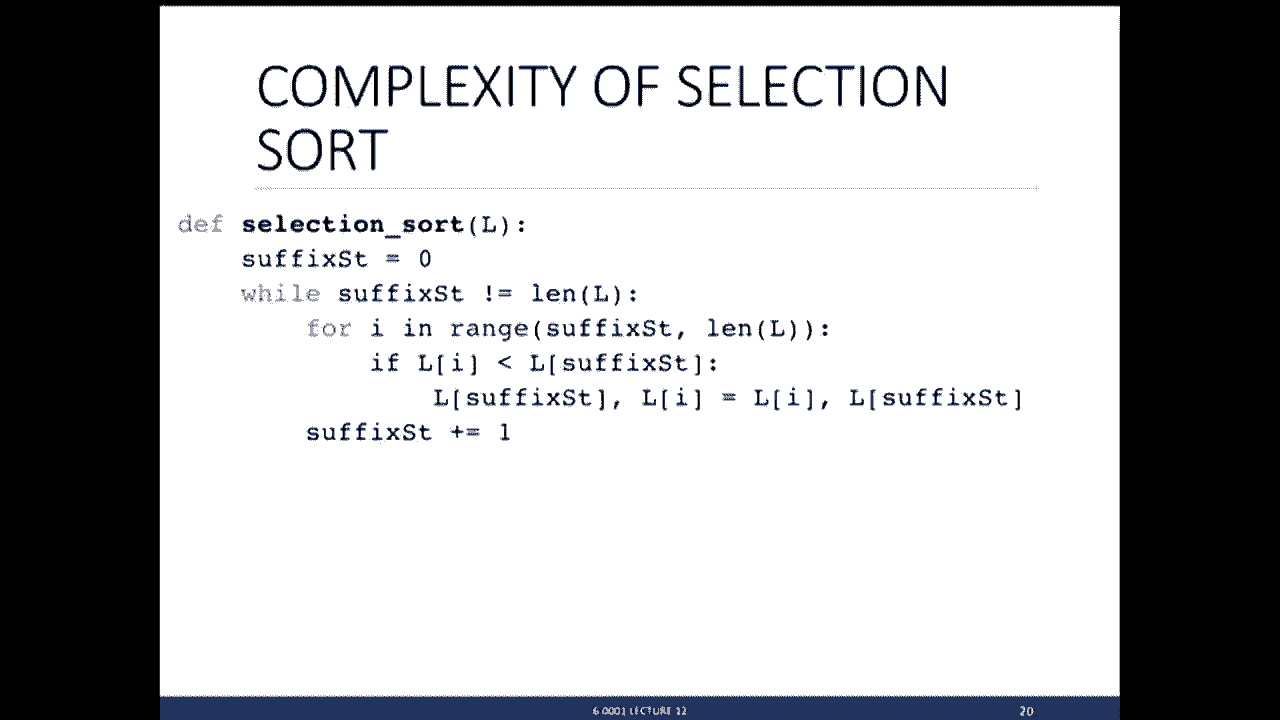 COMPLEXITY OF SELECTION
SORT
def selection_sort(L):
    suffixSt = 0
    while suffixSt != len(L):
        for i in range(suffixSt, len(L)):
            if L[i] < L[suffixSt]:
                L[suffixSt], L[i] = L[i], L[suffixSt]
        suffixSt += 1
6.0001 LECTURE 12
20